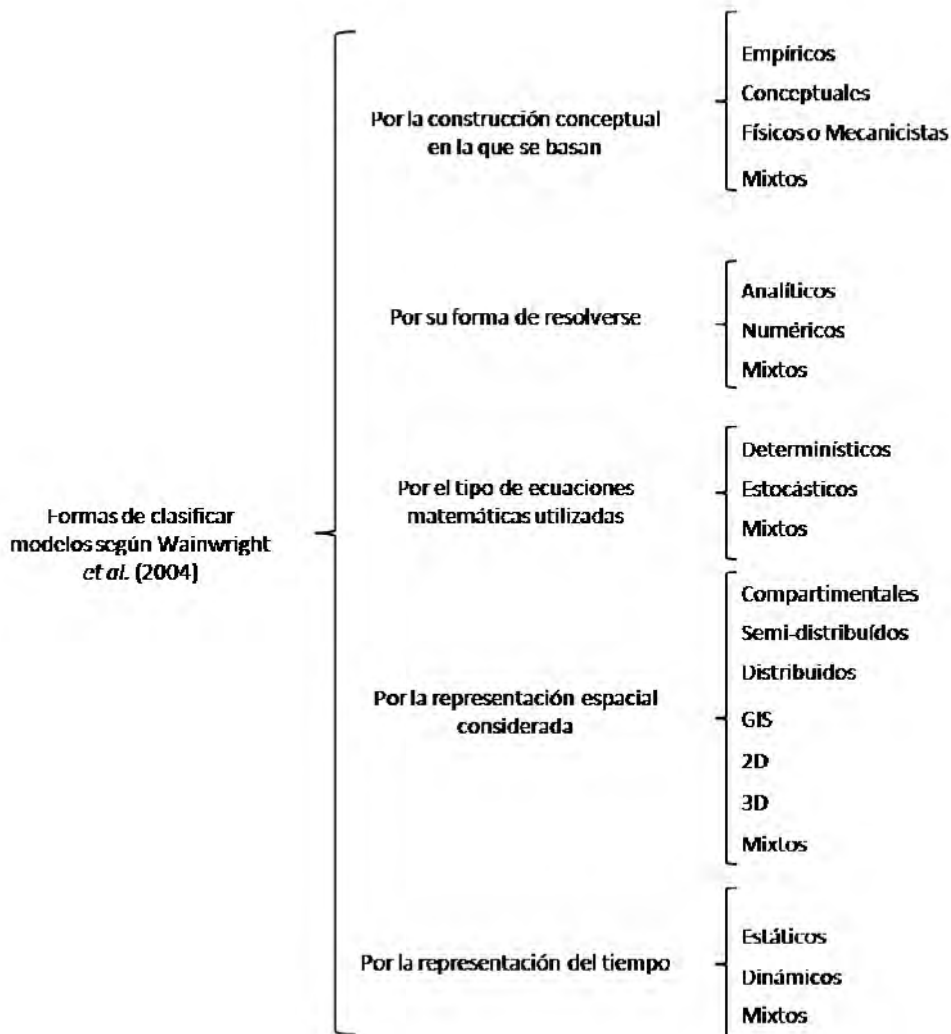 Formas de clasificar
modelos según Wainwright
et al. (2004)
Por la construcción conceptual
en la que se basan
Empíricos
Conceptuales
Físicos o Mecanicistas
Mixtos
Por su forma de resolverse
Analíticos
Numéricos
Mixtos
Por el tipo de ecuaciones
matemáticas utilizadas
Determinísticos
Estocásticos
Mixtos
Por la representación espacial
considerada
Compartimentales
Semi-distribuídos
Distribuidos
GIS
2D
3D
Mixtos
Por la representación del tiempo
Estáticos
Dinámicos
Mixtos